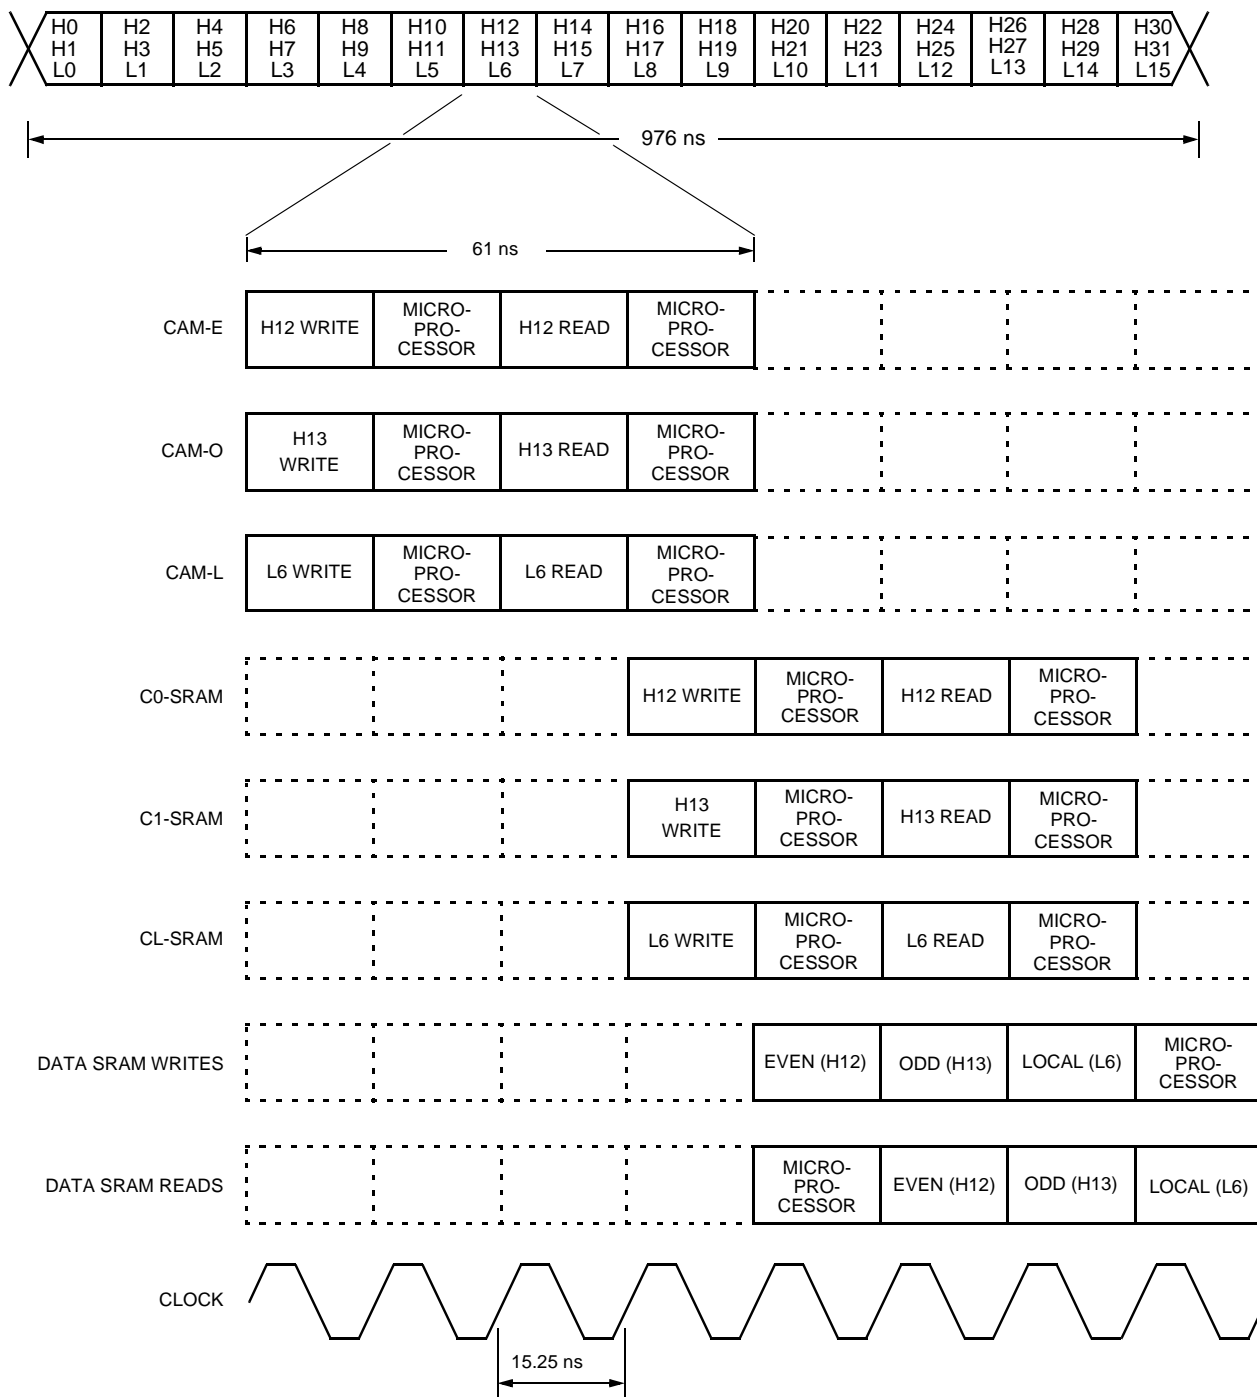 H0 H2 H4 H6 H8 H10 H12 H14 H16 H18 H20 H22 H24 H26 H28 H30
H1 H3 H5 H7 H9 H11 H13 H15 H17 H19 H21 H23 H25 H27 H29 H31
L0 L1 L2 L3 L4 L5 L6 L7 L8 L9 L10 L11 L12 L13 L14 L15
976 ns
61 ns
CAM-E
H12 WRITE
MICRO-
PRO-
CESSOR
H12 READ
MICRO-
PRO-
CESSOR
CAM-O
H13
WRITE
MICRO-
PRO-
CESSOR
H13 READ
MICRO-
PRO-
CESSOR
CAM-L
L6 WRITE
MICRO-
PRO-
CESSOR
L6 READ
MICRO-
PRO-
CESSOR
C0-SRAM
H12 WRITE
MICRO-
PRO-
CESSOR
H12 READ
MICRO-
PRO-
CESSOR
C1-SRAM
H13
WRITE
MICRO-
PRO-
CESSOR
H13 READ
MICRO-
PRO-
CESSOR
CL-SRAM
L6 WRITE
MICRO-
PRO-
CESSOR
L6 READ
MICRO-
PRO-
CESSOR
DATA SRAM WRITES
EVEN (H12)
ODD (H13)
LOCAL (L6)
MICRO-
PRO-
CESSOR
DATA SRAM READS
MICRO-
PRO-
CESSOR
EVEN (H12)
ODD (H13)
LOCAL (L6)
CLOCK
15.25 ns